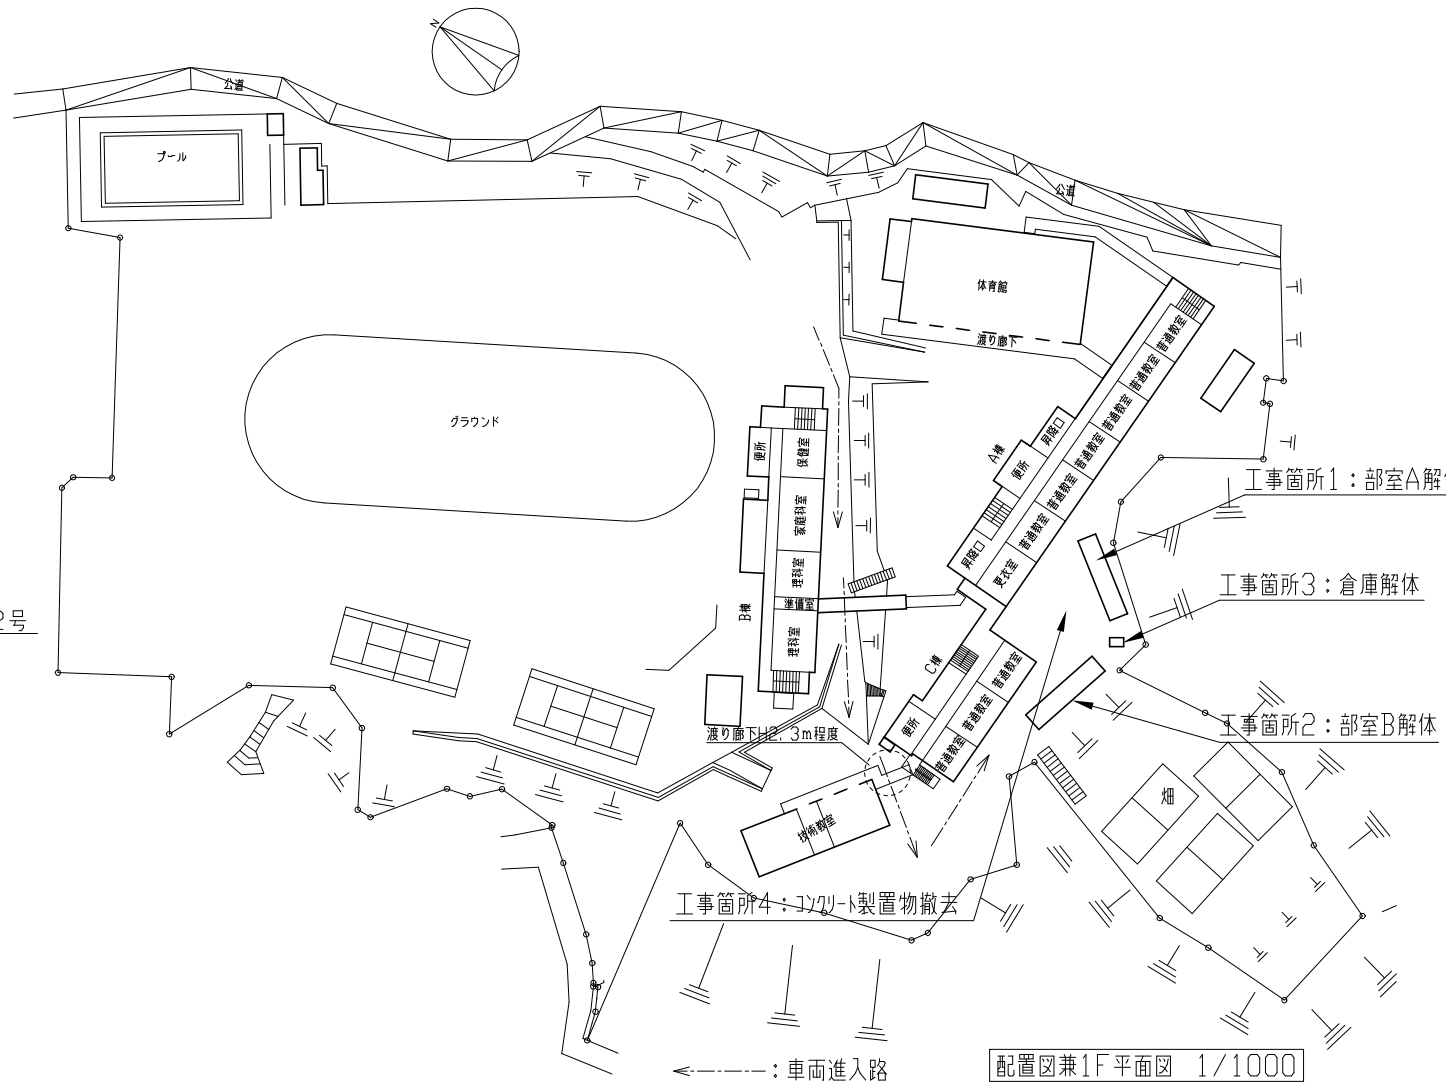 N
公道
プール
公道
体育館
渡り廊下
普通教室
普通教室
普通教室
グラウンド
昇降口
A棟
便所
保健室
便所
普通教室
普通教室
工事箇所1：部室A解
家庭科室
普通教室
昇降口
更衣室
理科室
工事箇所3：倉庫解体
準備室
B棟
2号
理科室
C棟
普通教室
普通教室
便所
工事箇所2：部室B解体
渡り廊下H2.3m程度
普通教室
畑
技術教室
工事箇所4：コンクリート製置物撤去
：車両進入路
配置図兼1F平面図 1/1000